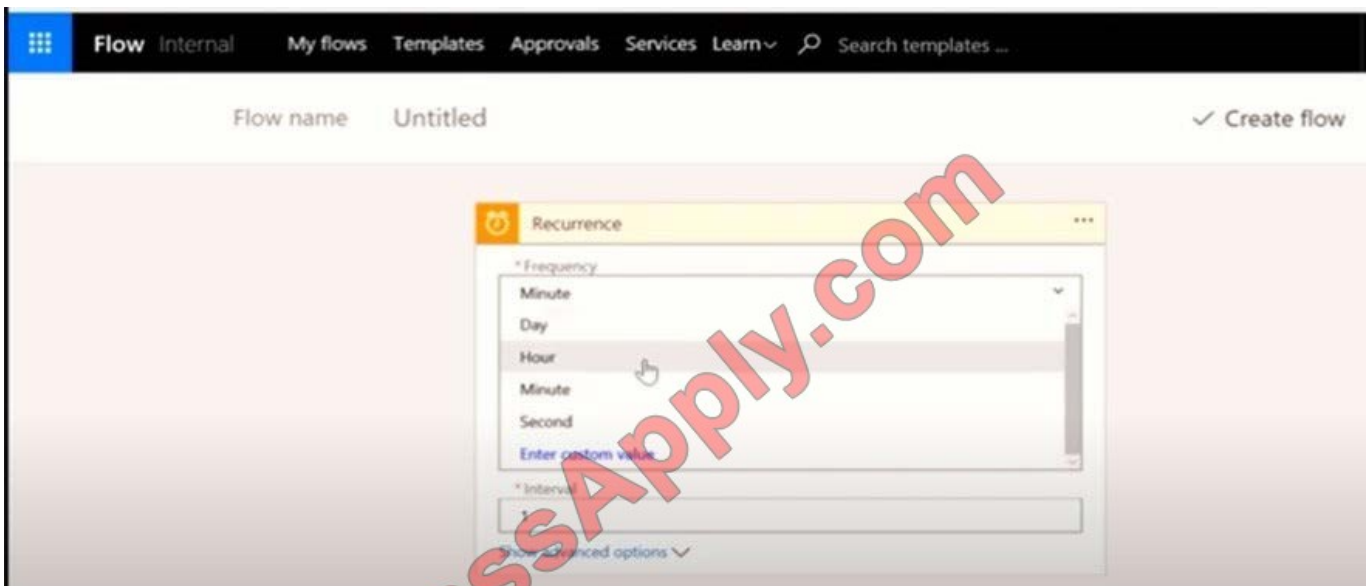 Flow Internal My flows Templates Approvals Services Learn Search templates ...
Flow name Untitled Create flow
Recurrence ...
* Frequency
Minute
Day
Hour
Minute
Second
Enter custom value
* Interval
1
Show advanced options
ssApply.com